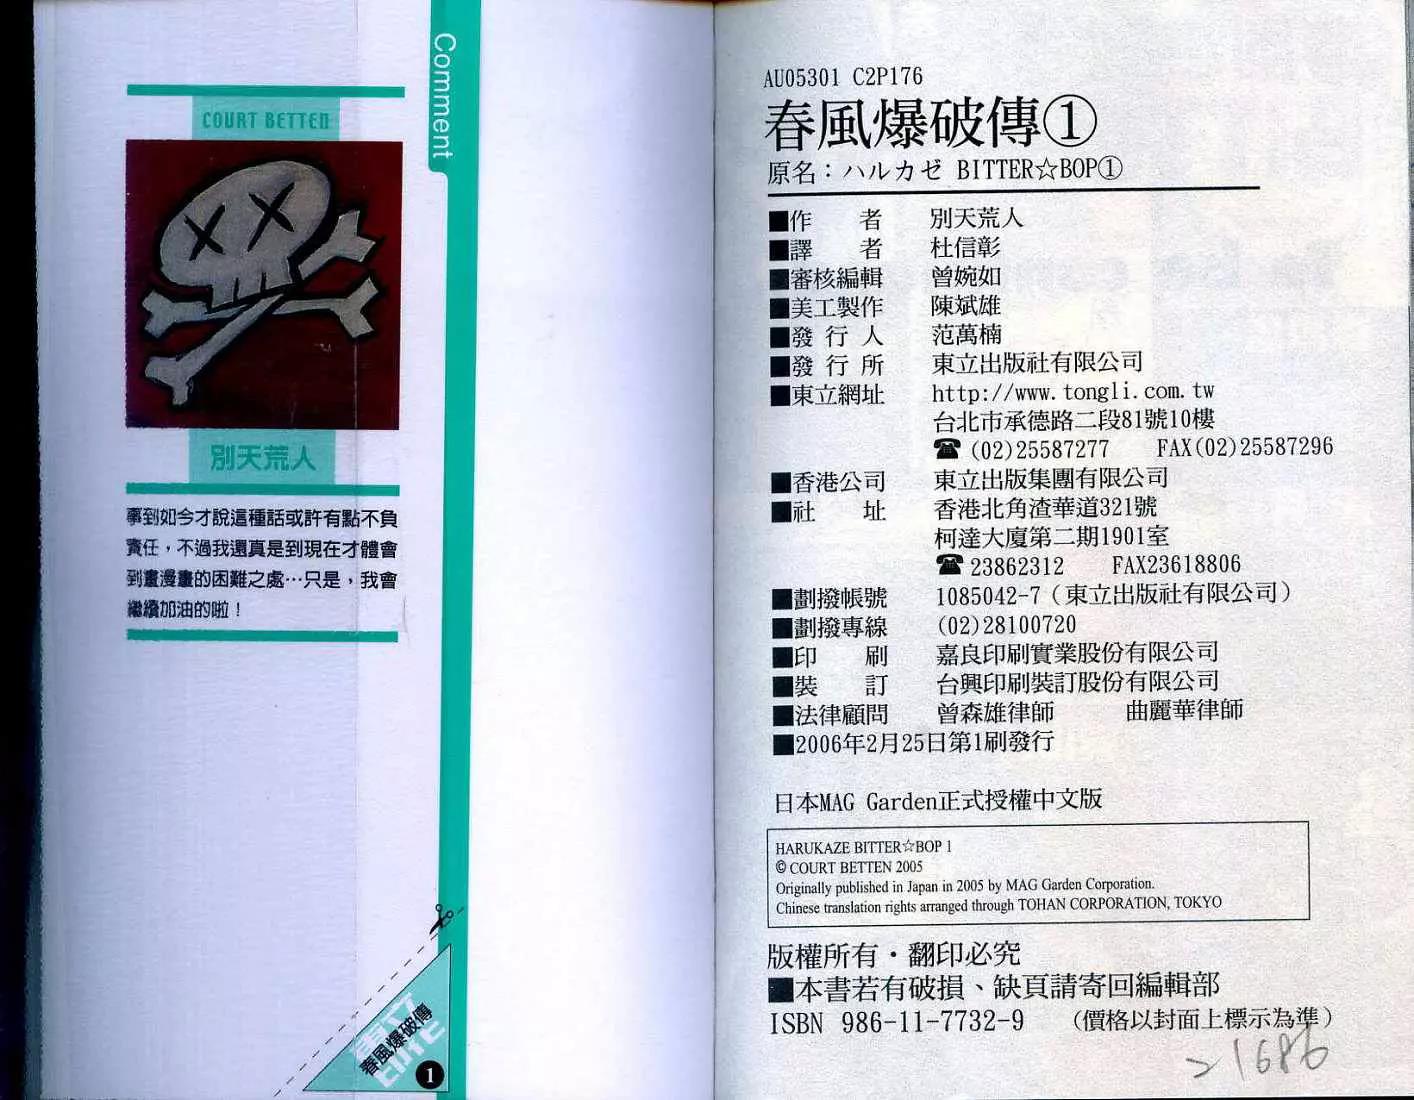 Comment
COURT BETTEN
別天荒人
事到如今才說這種話或許有點不負
責任，不過我還真是到現在才體會
到畫漫畫的困難之處…只是，我會
繼續加油的啦！
春風爆破傳
1
AU05301 C2P176
春風爆破傳①
原名：ハルカゼ BITTER☆BOP①
■作　者　別天荒人
■譯　者　杜信彰
■審核編輯　曾婉如
■美工製作　陳斌雄
■發行人　范萬楠
■發行所　東立出版社有限公司
■東立網址　http://www.tongli.com.tw
台北市承德路二段81號10樓
☎(02)25587277　FAX(02)25587296
■香港公司　東立出版集團有限公司
■社　址　香港北角渣華道321號
柯達大廈第二期1901室
☎23862312　FAX23618806
■劃撥帳號　1085042-7（東立出版社有限公司）
■劃撥專線　(02)28100720
■印　刷　嘉良印刷實業股份有限公司
■裝　訂　台興印刷裝訂股份有限公司
■法律顧問　曾森雄律師　曲麗華律師
■2006年2月25日第1刷發行
日本MAG Garden正式授權中文版
HARUKAZE BITTER☆BOP 1
© COURT BETTEN 2005
Originally published in Japan in 2005 by MAG Garden Corporation.
Chinese translation rights arranged through TOHAN CORPORATION, TOKYO
版權所有・翻印必究
■本書若有破損、缺頁請寄回編輯部
ISBN 986-11-7732-9　（價格以封面上標示為準）
21686